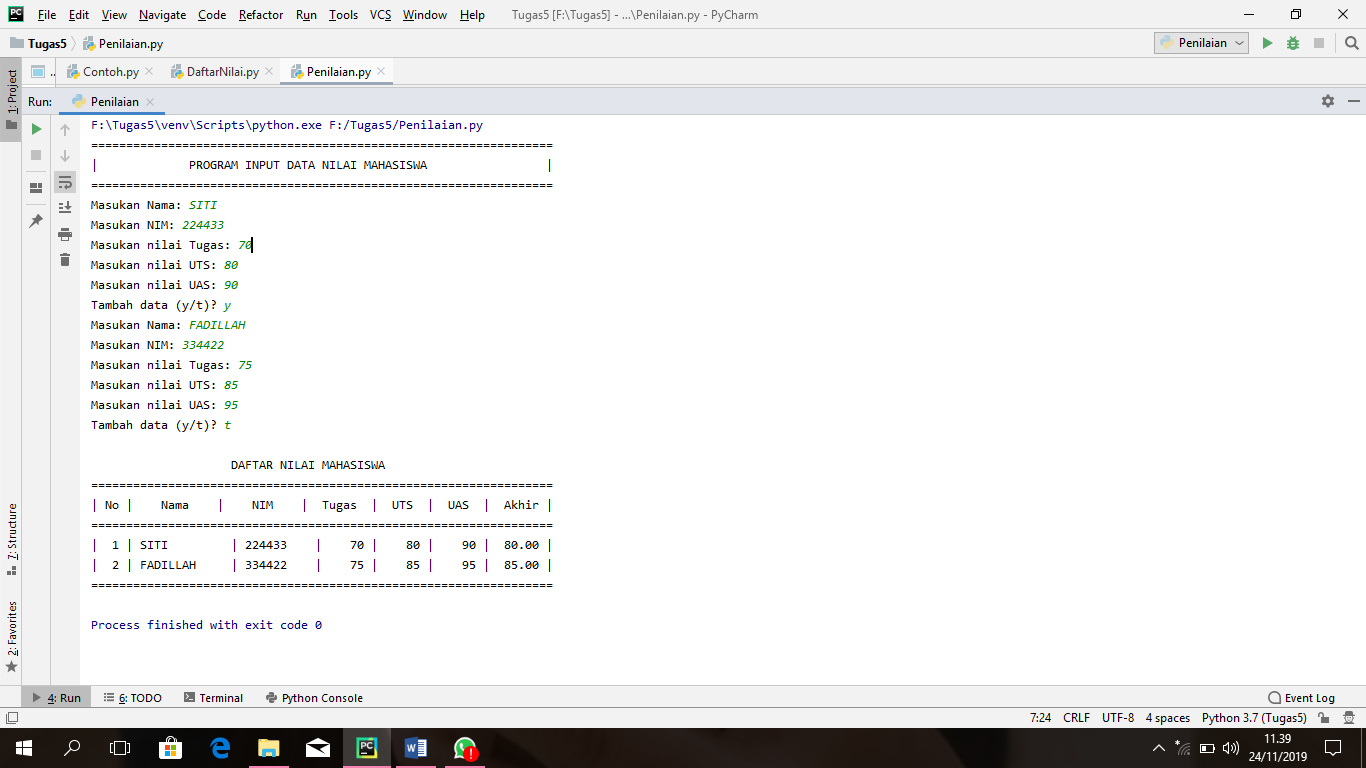 File Edit View Navigate Code Refactor Run Tools VCS Window Help Tugas5 [F:\Tugas5] - ...\Penilaian.py - PyCharm
Tugas5 Penilaian.py Penilaian
1: Project
.. Contoh.py DaftarNilai.py Penilaian.py
Run: Penilaian
F:\Tugas5\venv\Scripts\python.exe F:/Tugas5/Penilaian.py
==================================================================
|             PROGRAM INPUT DATA NILAI MAHASISWA                 |
==================================================================
Masukan Nama: SITI
Masukan NIM: 224433
Masukan nilai Tugas: 70
Masukan nilai UTS: 80
Masukan nilai UAS: 90
Tambah data (y/t)? y
Masukan Nama: FADILLAH
Masukan NIM: 334422
Masukan nilai Tugas: 75
Masukan nilai UTS: 85
Masukan nilai UAS: 95
Tambah data (y/t)? t
                    DAFTAR NILAI MAHASISWA
==================================================================
| No |    Nama    |    NIM    |  Tugas  |  UTS  |  UAS  |  Akhir |
==================================================================
|  1 | SITI         | 224433    |    70 |    80 |    90 |  80.00 |
|  2 | FADILLAH     | 334422    |    75 |    85 |    95 |  85.00 |
==================================================================
Process finished with exit code 0
7: Structure
2: Favorites
4: Run 6: TODO Terminal Python Console Event Log
7:24 CRLF UTF-8 4 spaces Python 3.7 (Tugas5)
11.39
24/11/2019